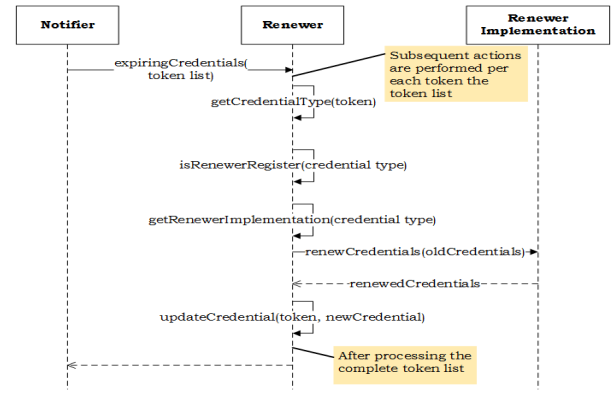 Notifier
Renewer
Renewer
Implementation
expiringCredentials(
token list)
Subsequent actions
are performed per
each token the
token list
getCredentialType(token)
isRenewerRegister(credential type)
getRenewerImplementation(credential type)
renewCredentials(oldCredentials)
renewedCredentials
updateCredential(token, newCredential)
After processing the
complete token list